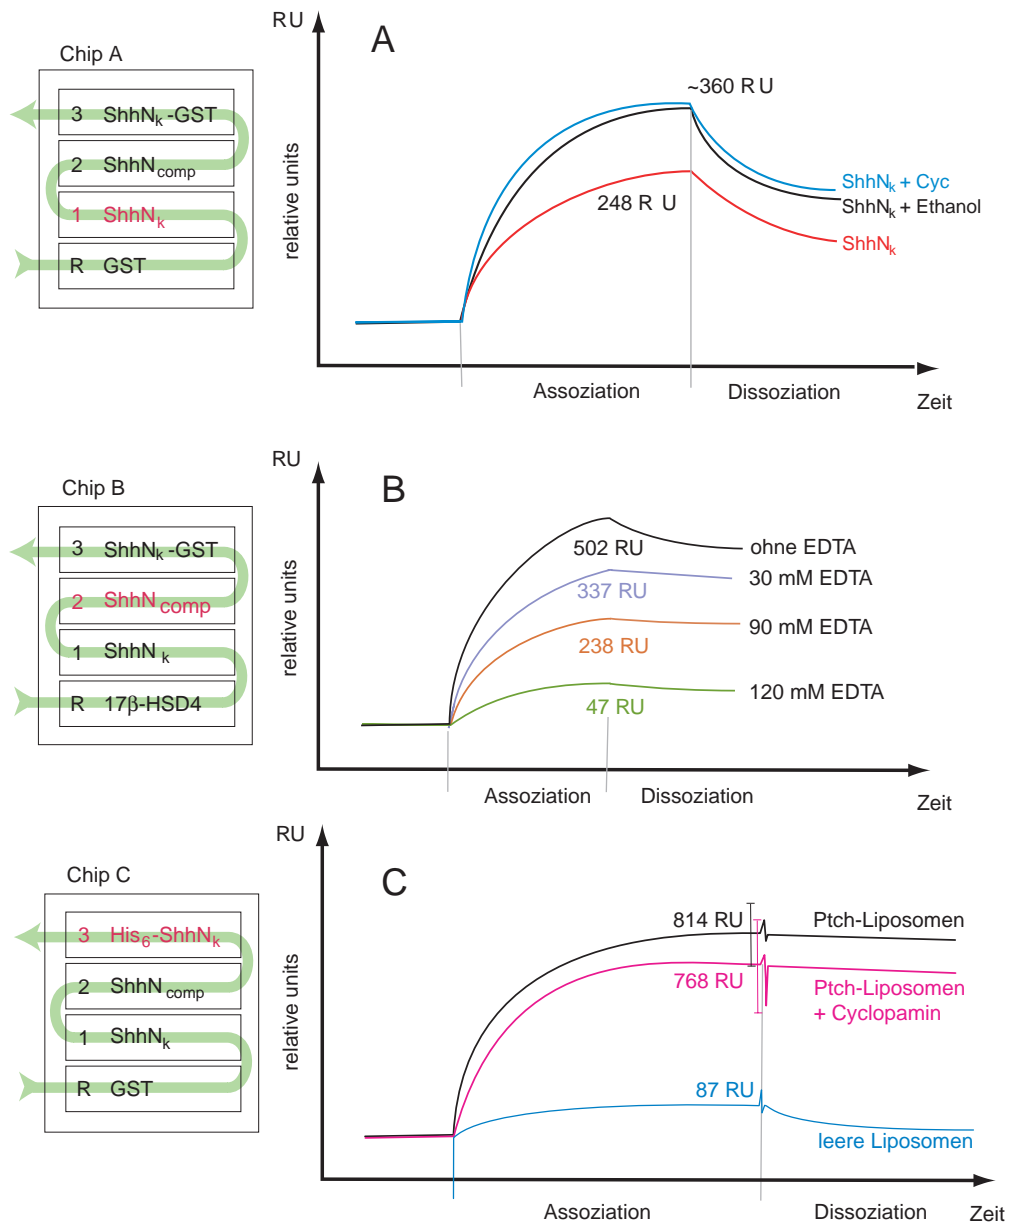 RU
A
Chip A
~360 R U
3 ShhNk -GST
2 ShhNcomp
1 ShhNk
R GST
relative units
248 R U
ShhNk + Cyc
ShhNk + Ethanol
ShhNk
Assoziation
Dissoziation
Zeit
RU
B
Chip B
3 ShhNk -GST
2 ShhN comp
1 ShhN k
R 17β-HSD4
relative units
502 RU
337 RU
238 RU
47 RU
ohne EDTA
30 mM EDTA
90 mM EDTA
120 mM EDTA
Assoziation
Dissoziation
Zeit
RU
C
Chip C
3 His6-ShhNk
2 ShhNcomp
1 ShhNk
R GST
relative units
814 RU
768 RU
87 RU
Ptch-Liposomen
Ptch-Liposomen
+ Cyclopamin
leere Liposomen
Assoziation
Dissoziation
Zeit